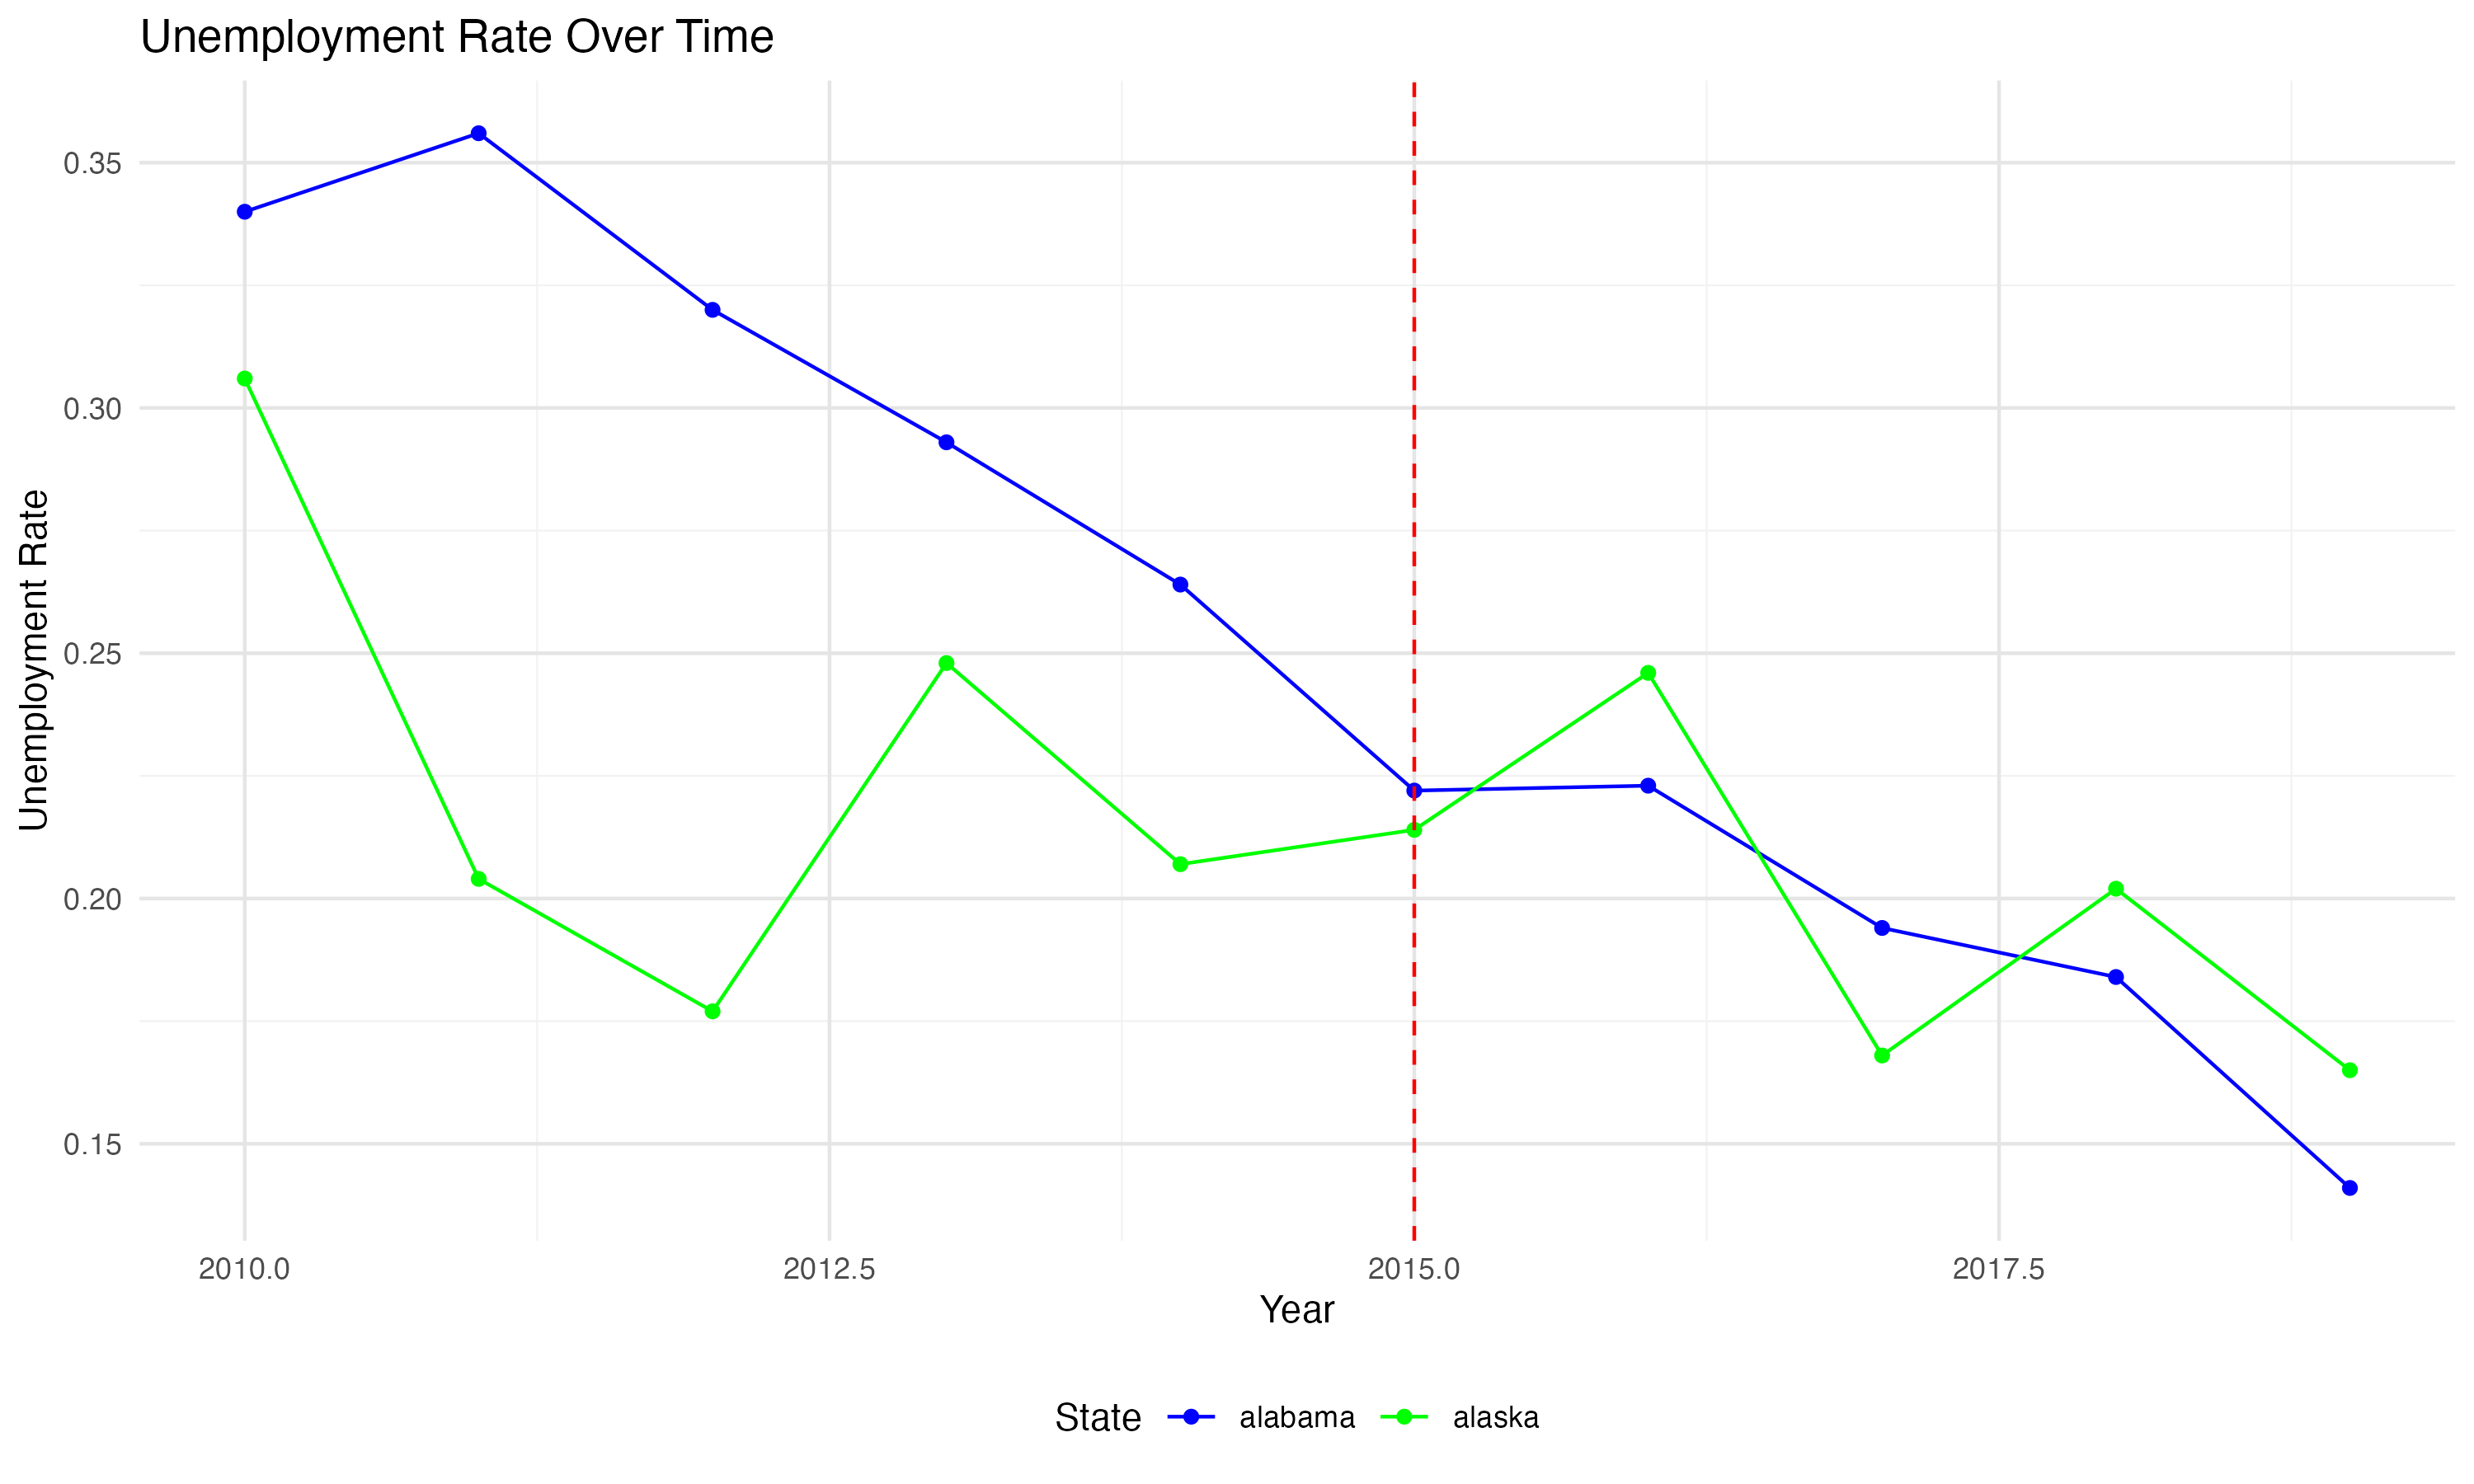 Unemployment Rate Over Time
Unemployment Rate
0.35
0.30
0.25
0.20
0.15
2010.0 2012.5 2015.0 2017.5
Year
State alabama alaska